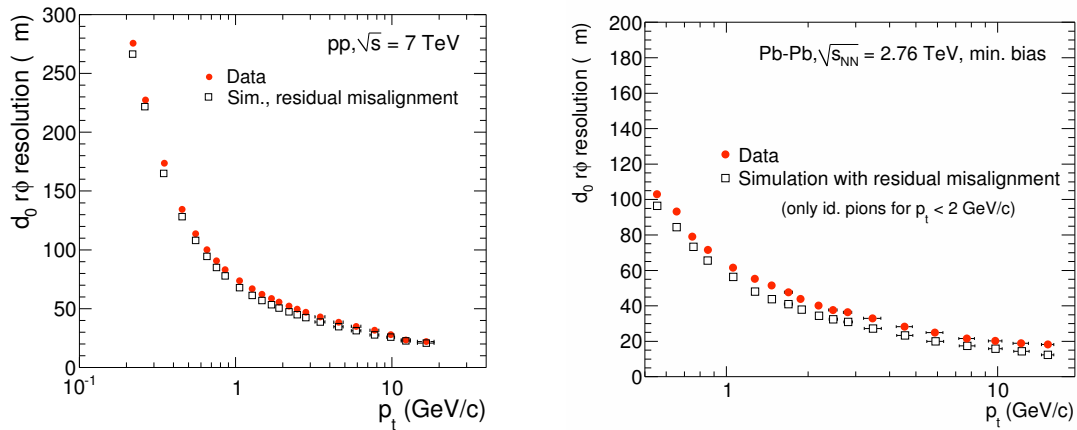 d0 rφ resolution ( m)
300
250
200
150
100
50
0
pp,√s = 7 TeV
Data
Sim., residual misalignment
10-1
1
10
pt (GeV/c)
d0 rφ resolution ( m)
200
180
160
140
120
100
80
60
40
20
0
Pb-Pb,√sNN = 2.76 TeV, min. bias
Data
Simulation with residual misalignment
(only id. pions for pt < 2 GeV/c)
1
10
pt (GeV/c)